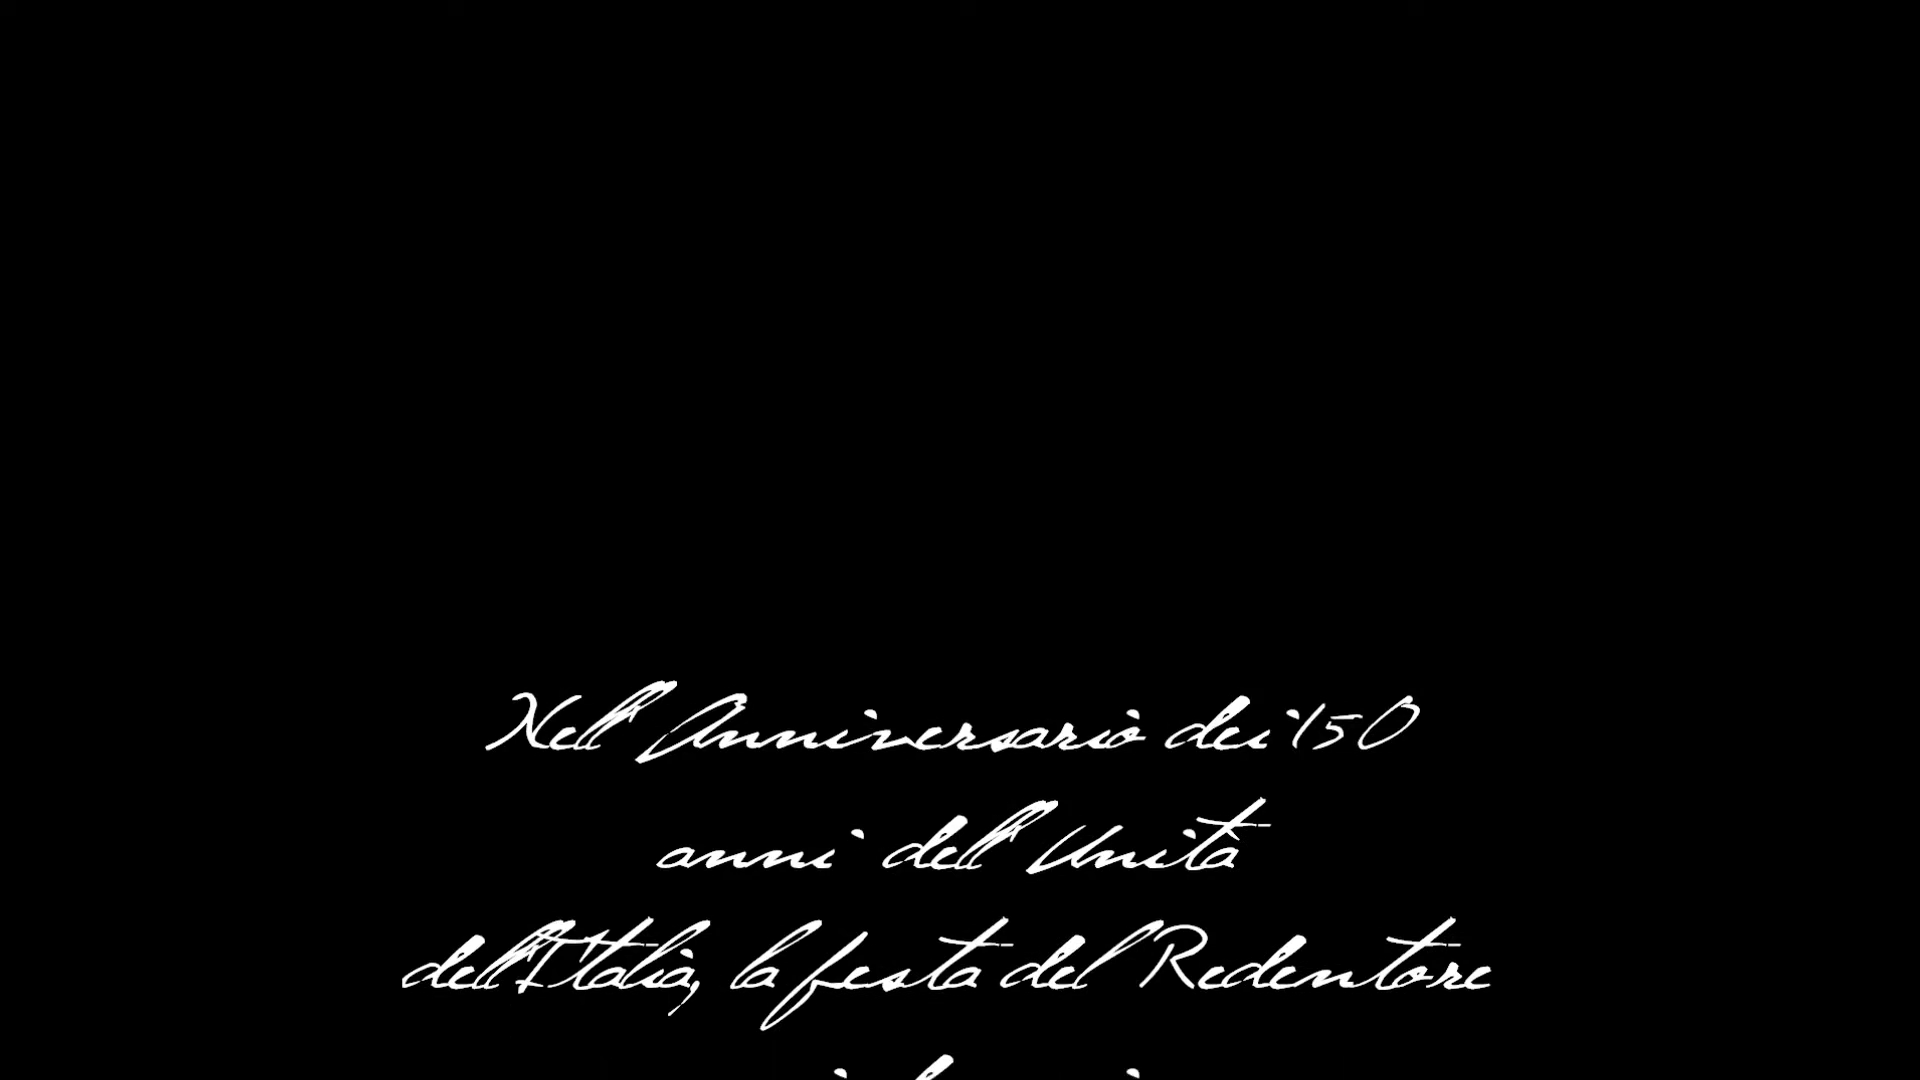 Nell'Anniversario dei 150
anni dell'Unità
dell'Italia, la festa del Redentore